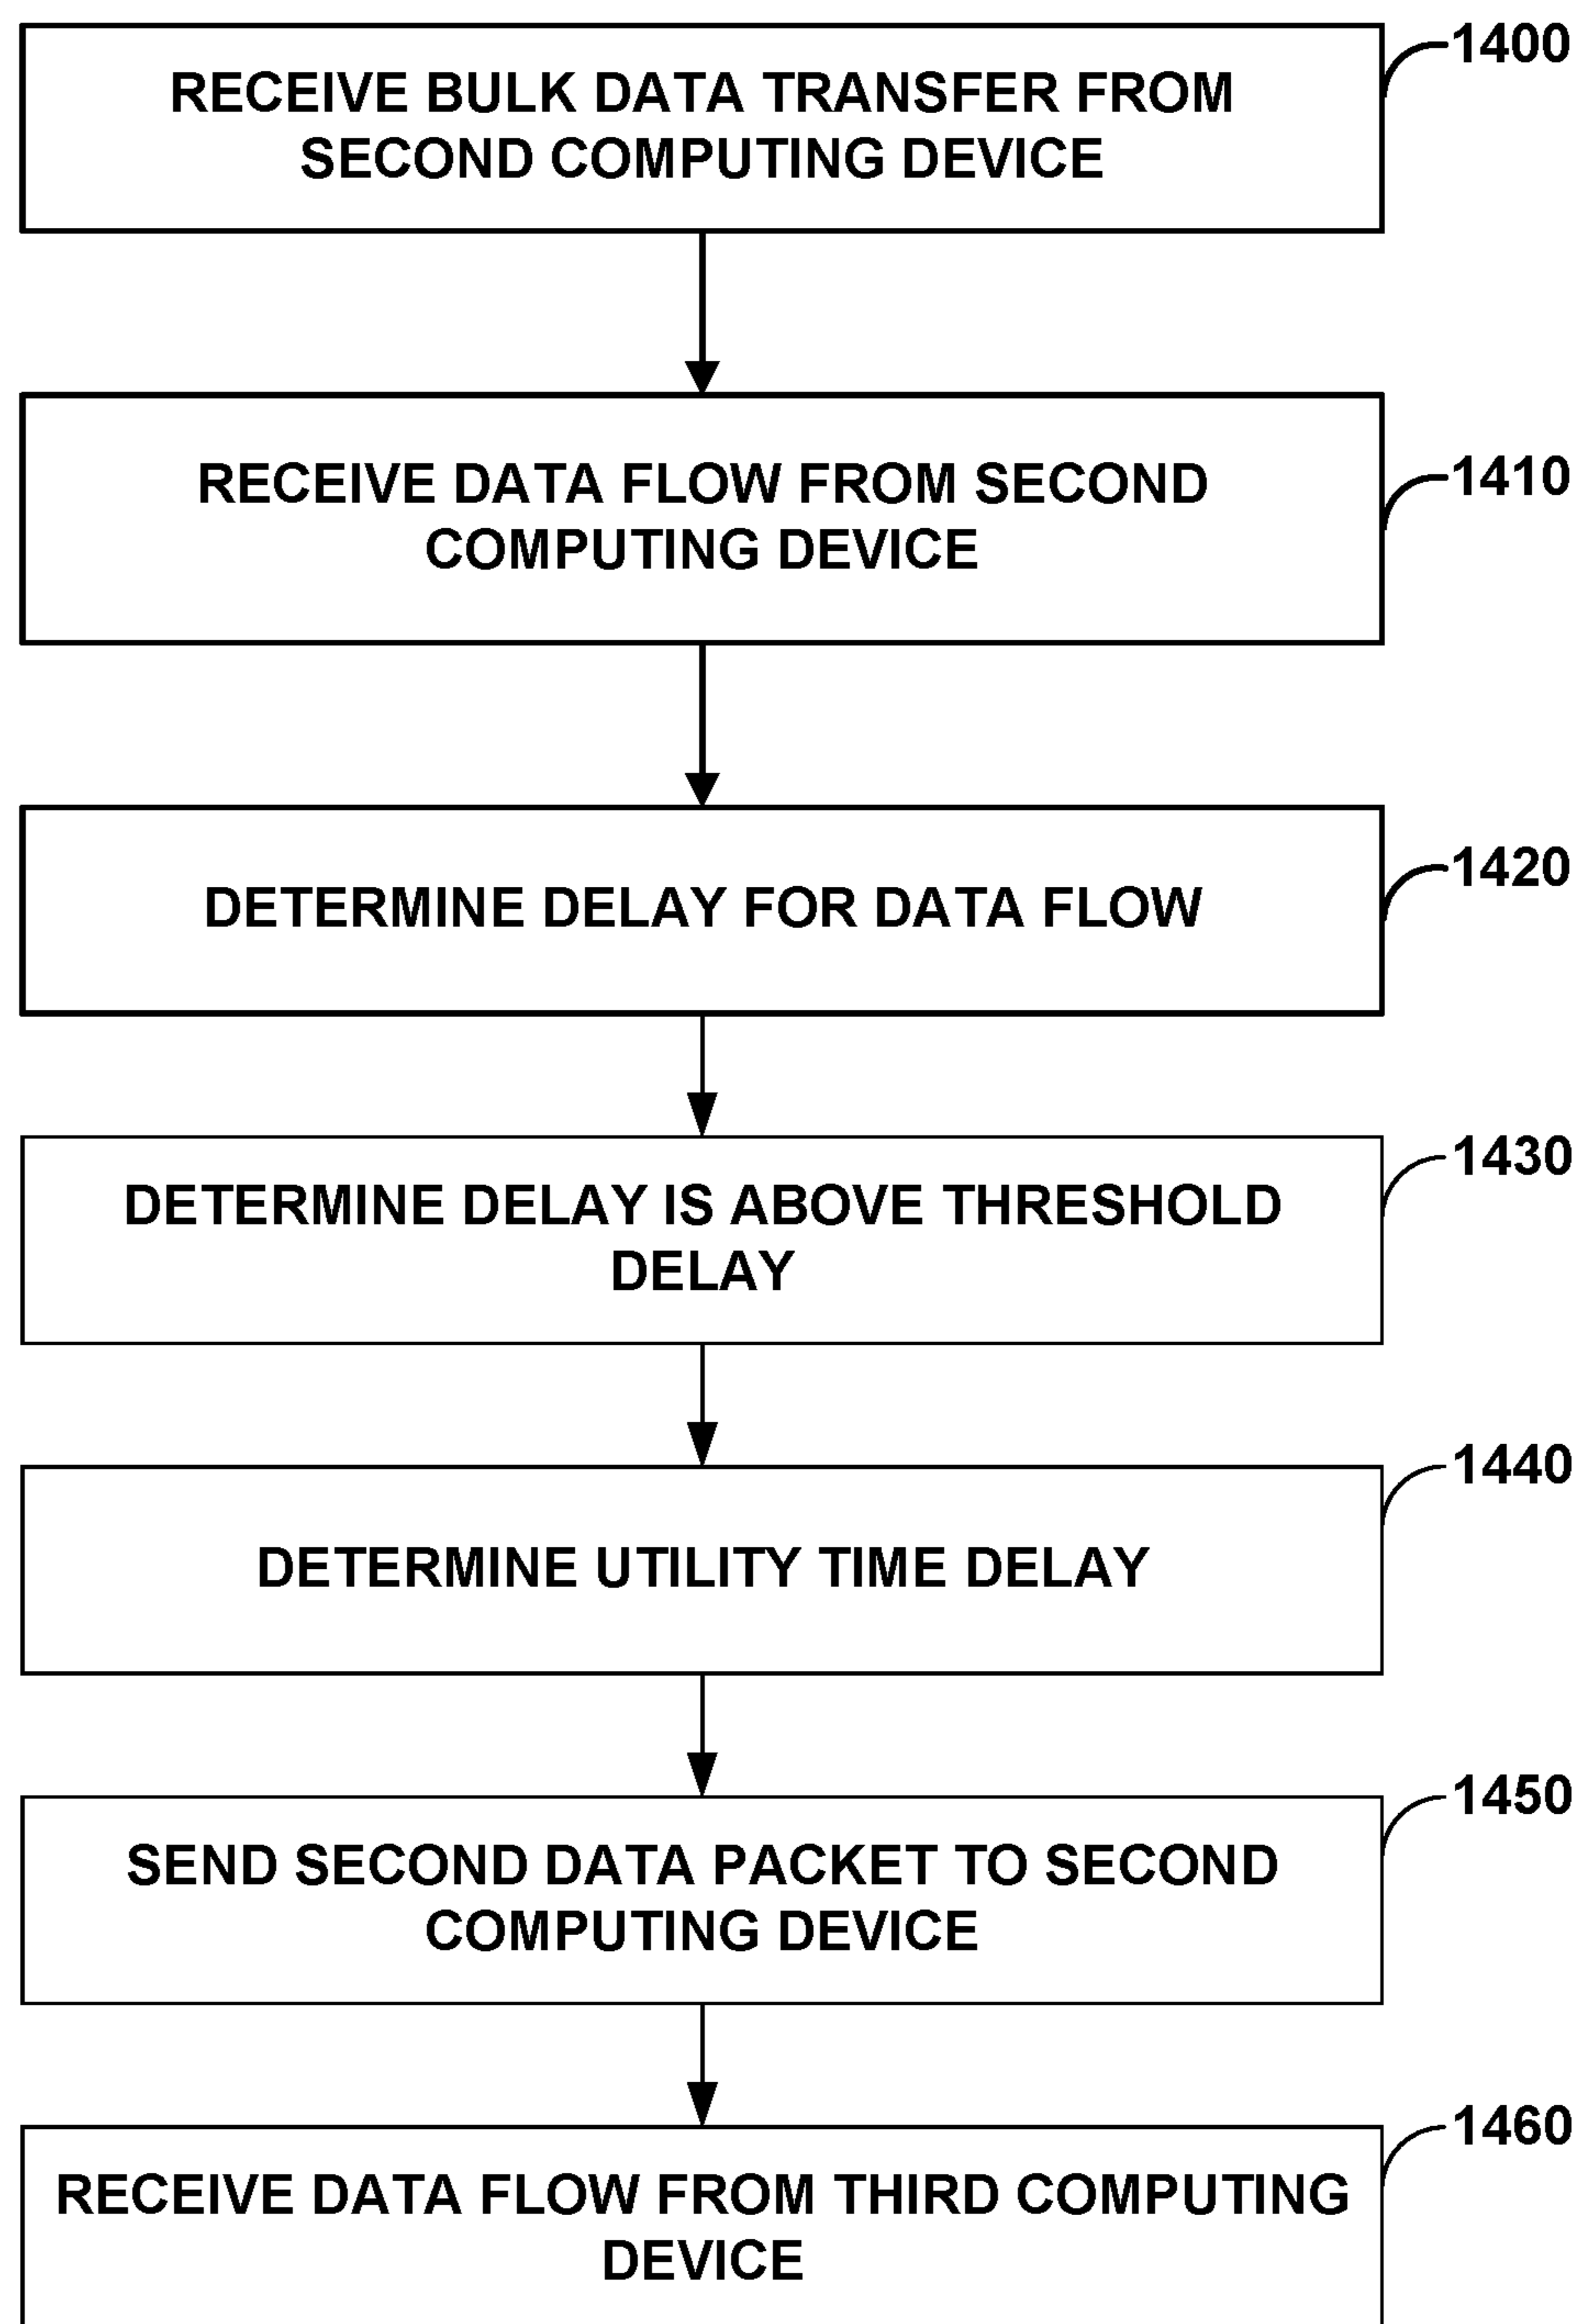 1400
RECEIVE BULK DATA TRANSFER FROM
SECOND COMPUTING DEVICE
1410
RECEIVE DATA FLOW FROM SECOND
COMPUTING DEVICE
1420
DETERMINE DELAY FOR DATA FLOW
1430
DETERMINE DELAY IS ABOVE THRESHOLD
DELAY
1440
DETERMINE UTILITY TIME DELAY
1450
SEND SECOND DATA PACKET TO SECOND
COMPUTING DEVICE
1460
RECEIVE DATA FLOW FROM THIRD COMPUTING
DEVICE